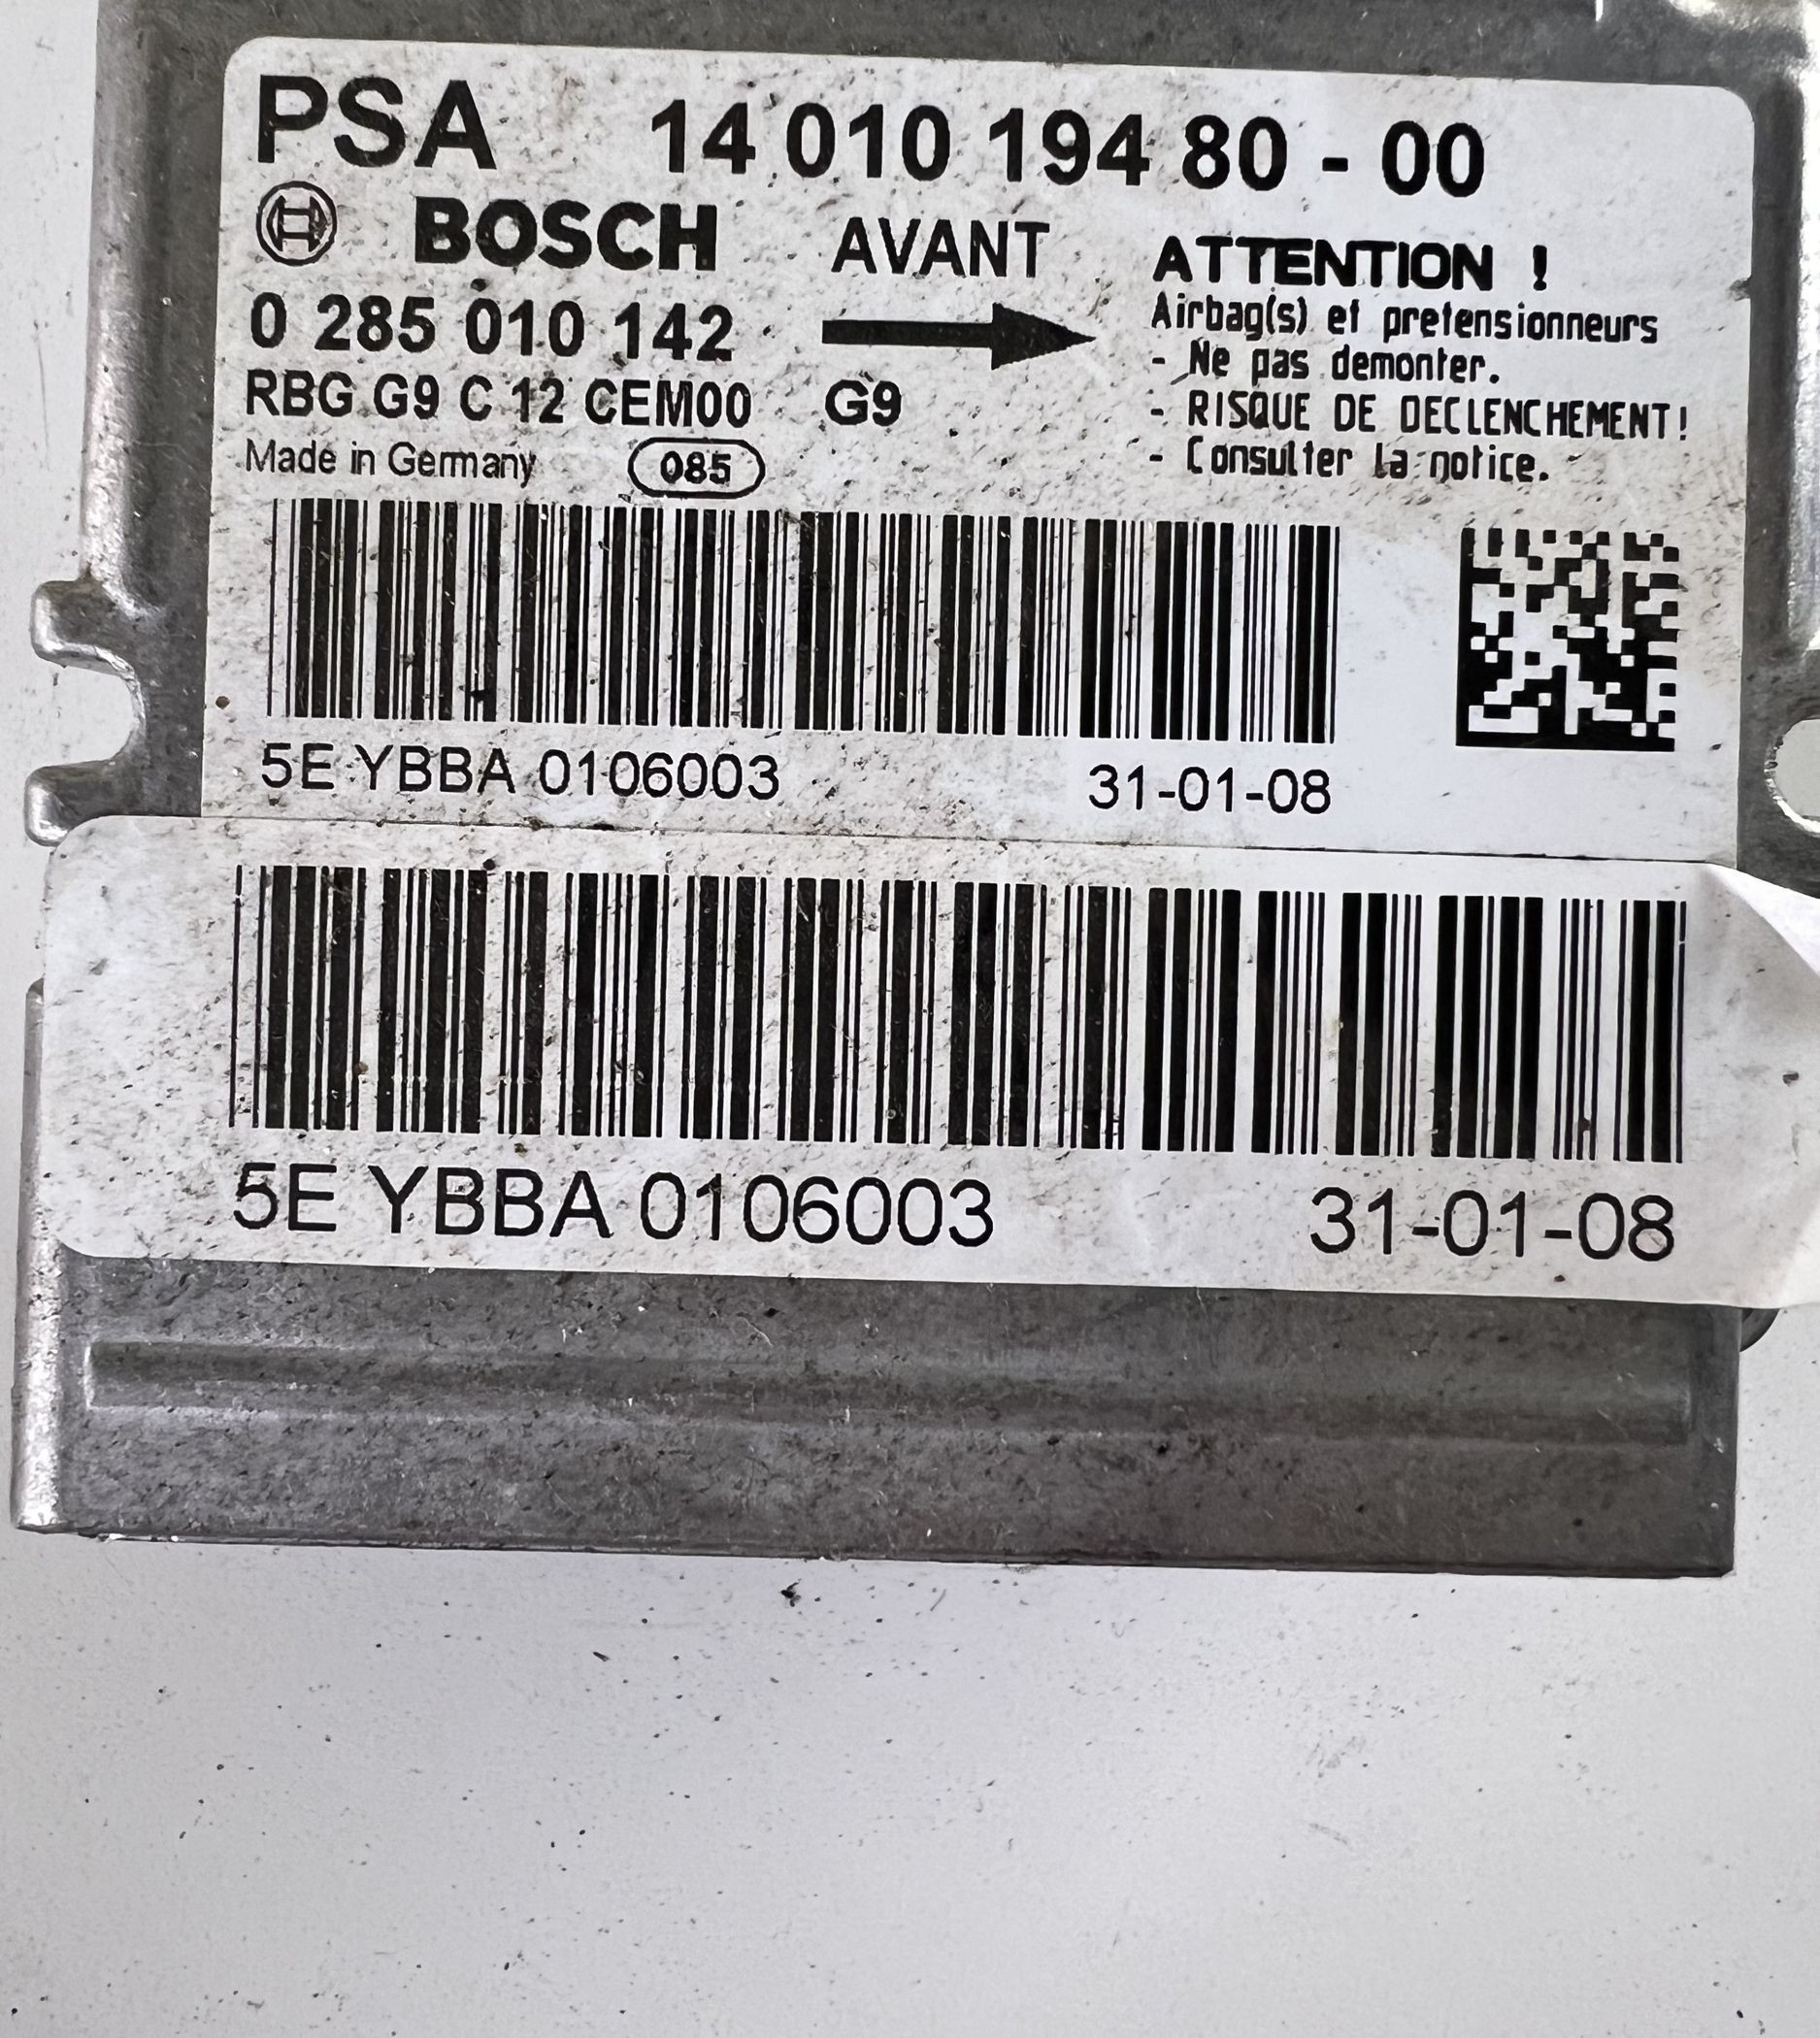 PSA 14 010 194 80 - 00
BOSCH AVANT
0 285 010 142
RBG G9 C 12 CEM00 G9
Made in Germany 085
ATTENTION !
Airbag(s) et pretensionneurs
- Ne pas demonter.
- RISQUE DE DECLENCHEMENT!
- Consulter la notice.
5E YBBA 0106003 31-01-08
5E YBBA 0106003 31-01-08